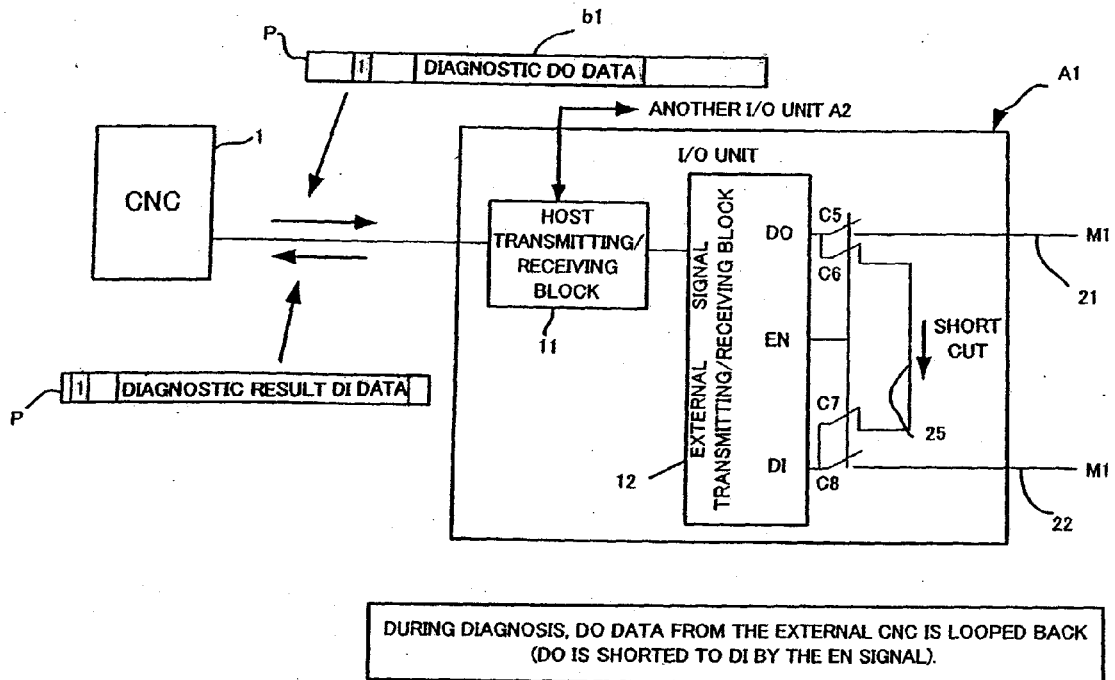 b1
P
1
DIAGNOSTIC DO DATA
A1
ANOTHER I/O UNIT A2
1
CNC
I/O UNIT
HOST
TRANSMITTING/
RECEIVING
BLOCK
11
EXTERNAL SIGNAL
TRANSMITTING/RECEIVING BLOCK
12
DO
EN
DI
C5
C6
C7
C8
M1
21
SHORT
CUT
25
M1
22
P
1
DIAGNOSTIC RESULT DI DATA
DURING DIAGNOSIS, DO DATA FROM THE EXTERNAL CNC IS LOOPED BACK
(DO IS SHORTED TO DI BY THE EN SIGNAL).